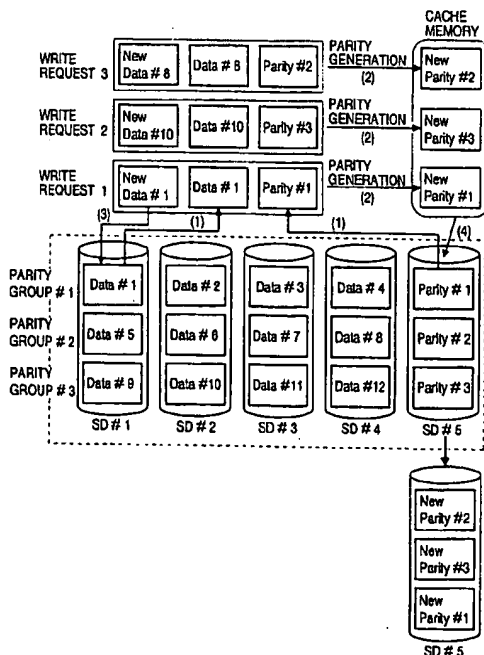 CACHE
MEMORY
WRITE
REQUEST 3
New
Data # 8
Data # 8
Parity #2
PARITY
GENERATION
(2)
New
Parity #2
WRITE
REQUEST 2
New
Data #10
Data #10
Parity #3
PARITY
GENERATION
(2)
New
Parity #3
WRITE
REQUEST 1
New
Data #1
Data # 1
Parity #1
PARITY
GENERATION
(2)
New
Parity #1
(3)
(1)
(1)
(4)
PARITY
GROUP # 1
Data # 1
Data # 2
Data # 3
Data # 4
Parity # 1
PARITY
GROUP # 2
Data # 5
Data # 6
Data # 7
Data # 8
Parity # 2
PARITY
GROUP # 3
Data # 9
Data #10
Data #11
Data #12
Parity # 3
SD # 1
SD # 2
SD # 3
SD # 4
SD # 5
New
Parity #2
New
Parity #3
New
Parity #1
SD # 5